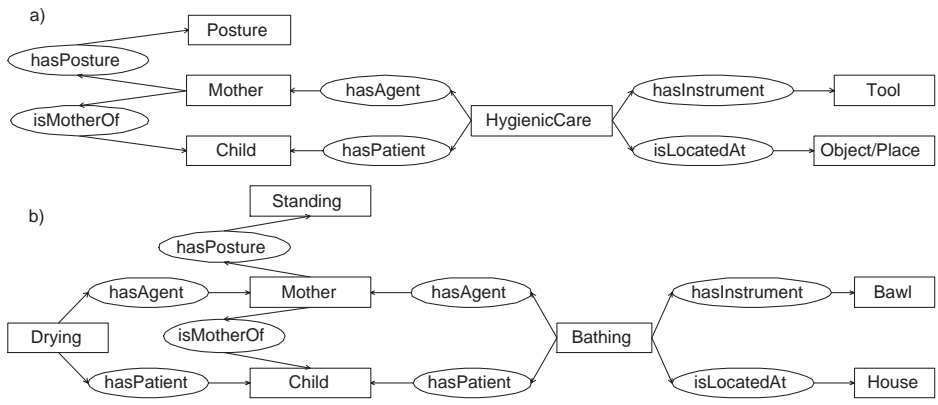 a)
Posture
hasPosture
Mother
hasAgent
hasInstrument
Tool
isMotherOf
HygienicCare
Child
hasPatient
isLocatedAt
Object/Place
b)
Standing
hasPosture
hasAgent
Mother
hasAgent
hasInstrument
Bawl
Drying
isMotherOf
Bathing
hasPatient
Child
hasPatient
isLocatedAt
House